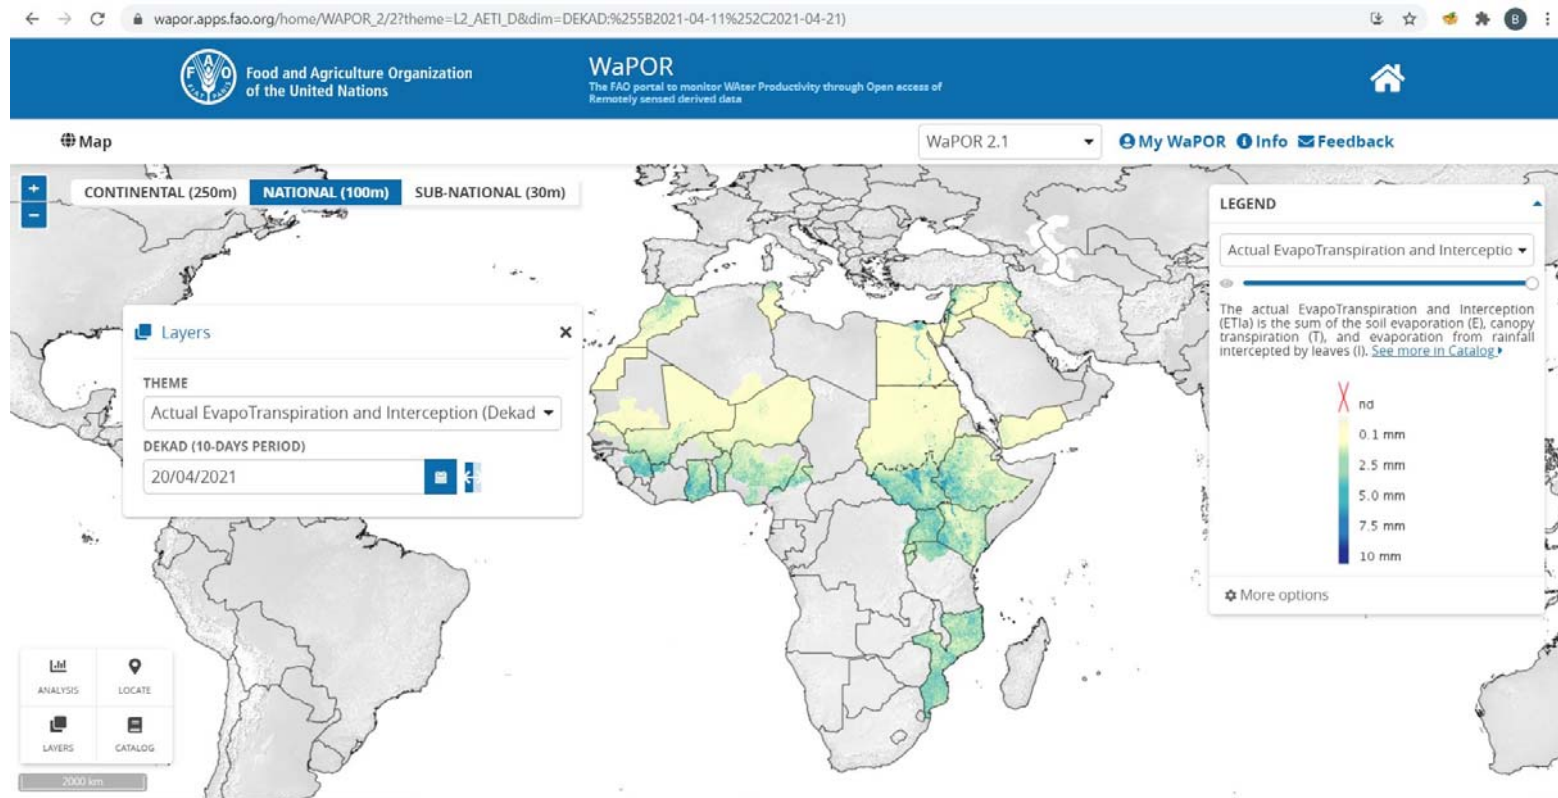 wapor.apps.fao.org/home/WAPOR_2/2?theme=L2_AETI_D&dim=DEKAD:%255B2021-04-11%252C2021-04-21)
B
FAO
FIAT PANIS
Food and Agriculture Organization
of the United Nations
WaPOR
The FAO portal to monitor WAter Productivity through Open access of
Remotely sensed derived data
Map
WaPOR 2.1
My WaPOR
Info
Feedback
+
−
CONTINENTAL (250m)
NATIONAL (100m)
SUB-NATIONAL (30m)
Layers
×
THEME
Actual EvapoTranspiration and Interception (Dekad
DEKAD (10-DAYS PERIOD)
20/04/2021
LEGEND
Actual EvapoTranspiration and Interceptio
The actual EvapoTranspiration and Interception
(ETIa) is the sum of the soil evaporation (E), canopy
transpiration (T), and evaporation from rainfall
intercepted by leaves (I). See more in Catalog
nd
0.1 mm
2.5 mm
5.0 mm
7.5 mm
10 mm
More options
ANALYSIS
LOCATE
LAYERS
CATALOG
2000 km